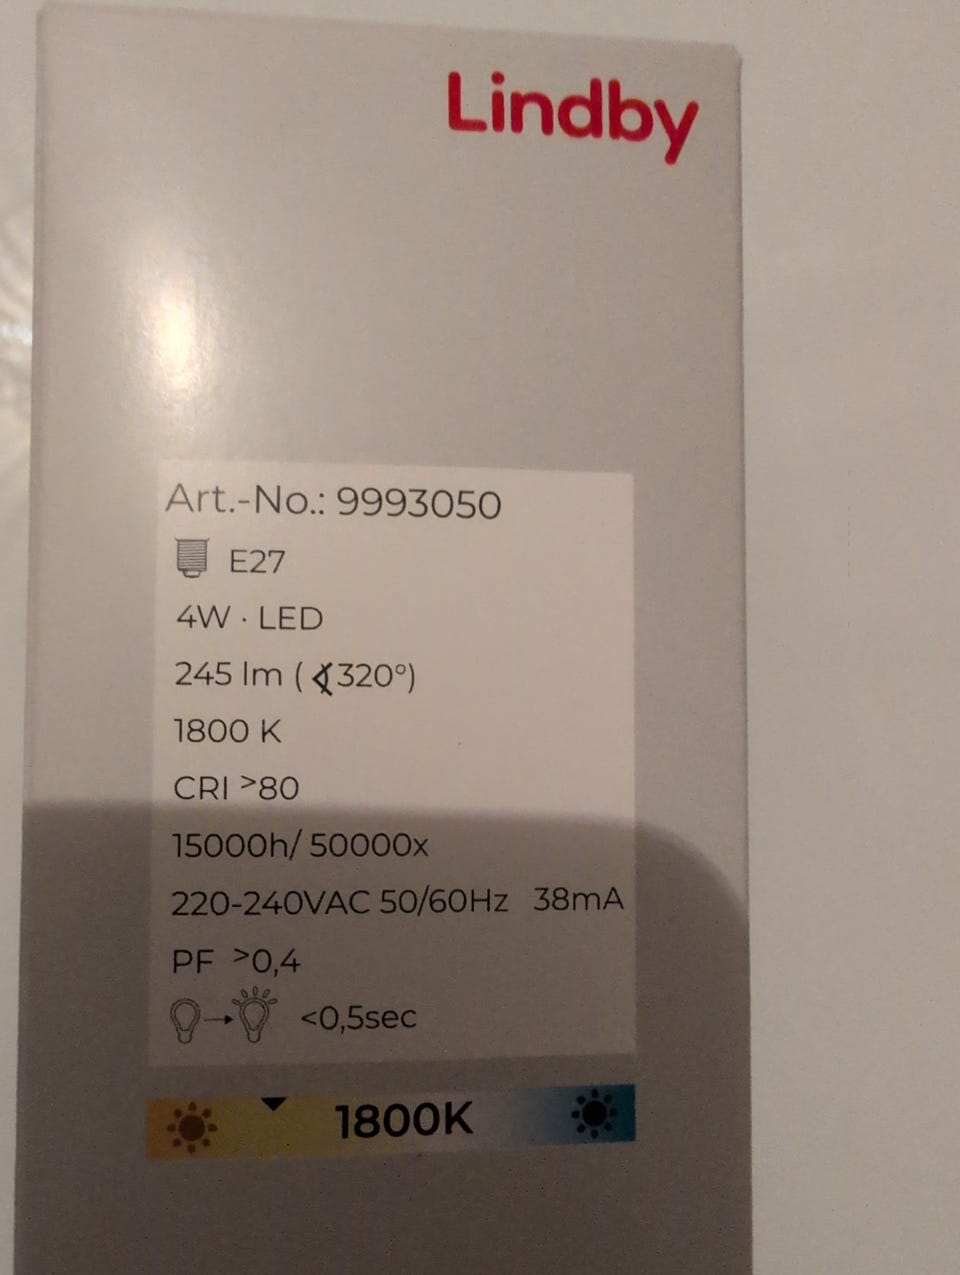 Lindby
Art.-No.: 9993050
E27
4W · LED
245 lm ( ∢320°)
1800 K
CRI >80
15000h/ 50000x
220-240VAC 50/60Hz 38mA
PF >0,4
<0,5sec
1800K